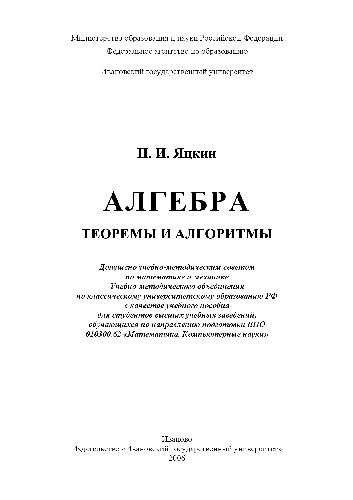 Министерство образования и науки Российской Федерации
Федеральное агентство по образованию
Ивановский государственный университет
Н. И. Яцкин
АЛГЕБРА
ТЕОРЕМЫ И АЛГОРИТМЫ
Допущено учебно-методическим советом
по математике и механике
Учебно-методического объединения
по классическому университетскому образованию РФ
в качестве учебного пособия
для студентов высших учебных заведений,
обучающихся по направлению подготовки ВПО
010300.62 «Математика. Компьютерные науки»
Иваново
Издательство «Ивановский государственный университет»
2006